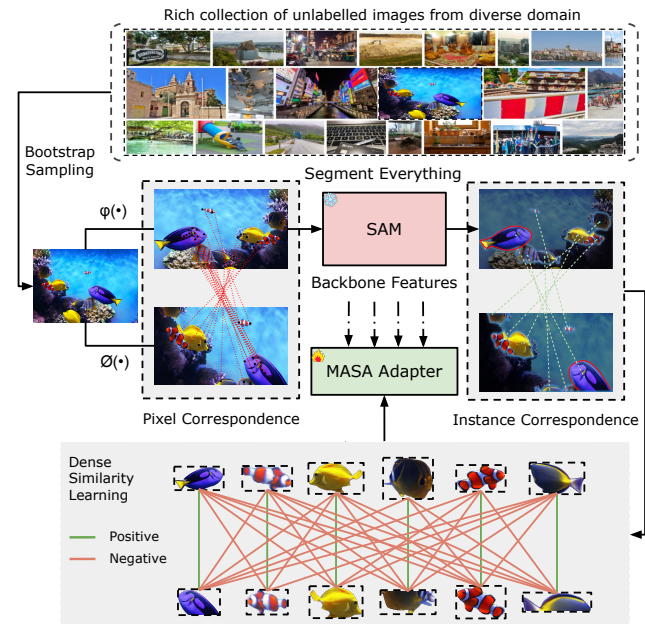 Rich collection of unlabelled images from diverse domain
Bootstrap
Sampling
Segment Everything
φ(•)
SAM
Backbone Features
Ø(•)
MASA Adapter
Pixel Correspondence
Instance Correspondence
Dense
Similarity
Learning
Positive
Negative